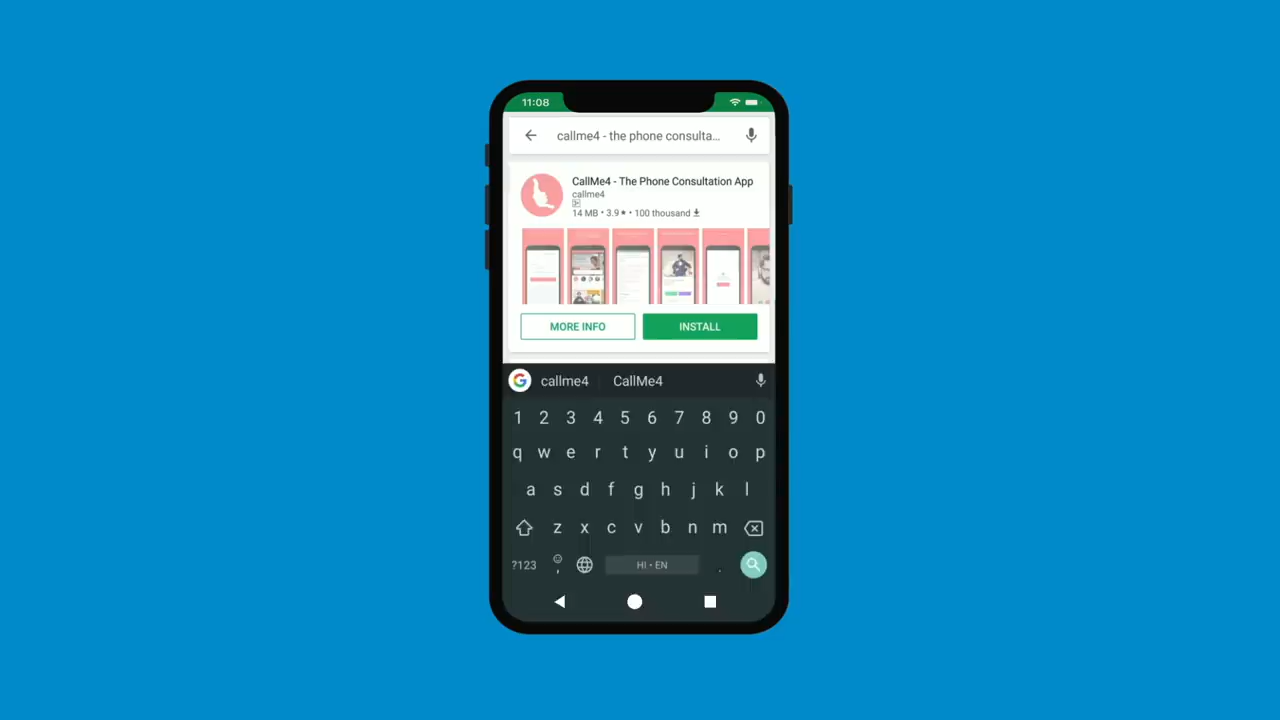 11:08
callme4 - the phone consulta…
CallMe4 - The Phone Consultation App
callme4
14 MB • 3.9 ★ • 100 thousand
MORE INFO
INSTALL
callme4 CallMe4
1 2 3 4 5 6 7 8 9 0
q w e r t y u i o p
a s d f g h j k l
z x c v b n m
?123 , HI • EN .